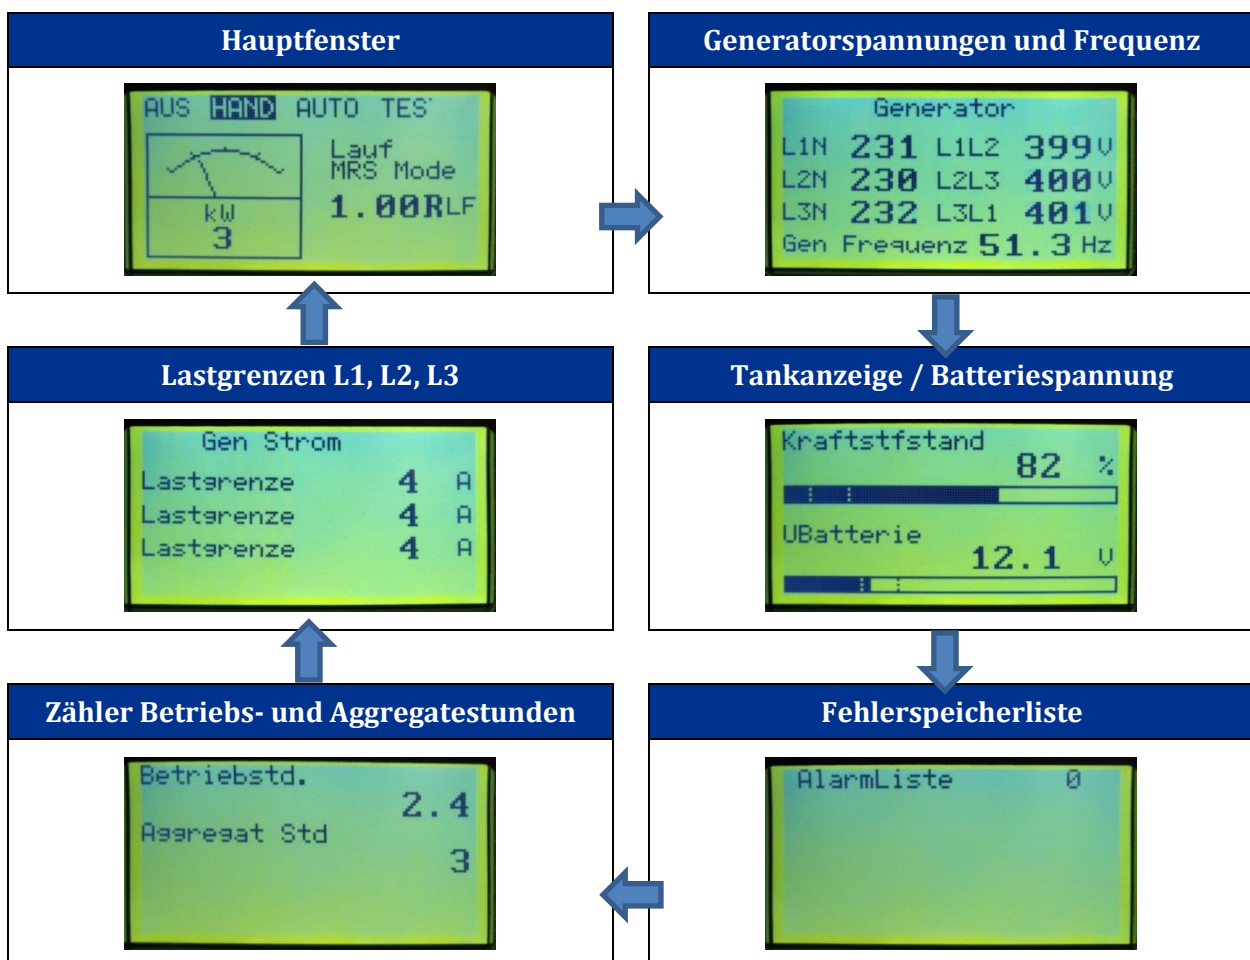 Hauptfenster
AUS HAND AUTO TES
Lauf
MRS Mode
1.00RLF
kW
3
Generatorspannungen und Frequenz
Generator
L1N 231 L1L2 399V
L2N 230 L2L3 400V
L3N 232 L3L1 401V
Gen Frequenz 51.3 Hz
Lastgrenzen L1, L2, L3
Gen Strom
Lastgrenze 4 A
Lastgrenze 4 A
Lastgrenze 4 A
Tankanzeige / Batteriespannung
Kraftstfstand
82 %
UBatterie
12.1 V
Zähler Betriebs- und Aggregatestunden
Betriebstd.
2.4
Aggregat Std
3
Fehlerspeicherliste
AlarmListe 0